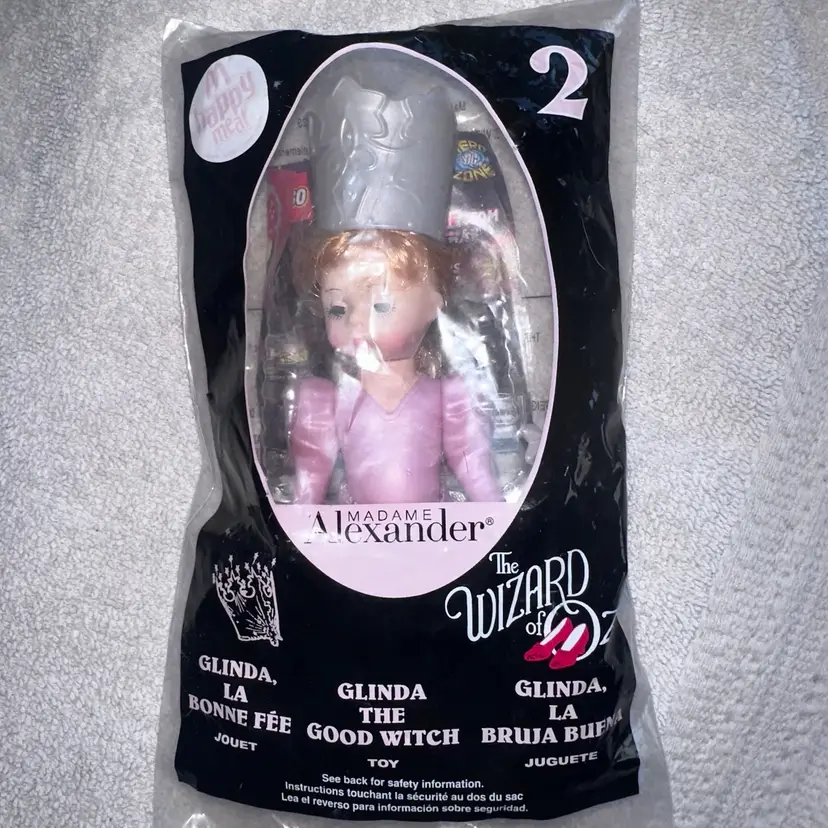 2
happy
meal
ZONE
MADAME
Alexander®
The
WIZARD
of Oz
GLINDA,
LA
BONNE FÉE
JOUET
GLINDA
THE
GOOD WITCH
TOY
GLINDA,
LA
BRUJA BUENA
JUGUETE
See back for safety information.
Instructions touchant la sécurité au dos du sac
Lea el reverso para información sobre seguridad.